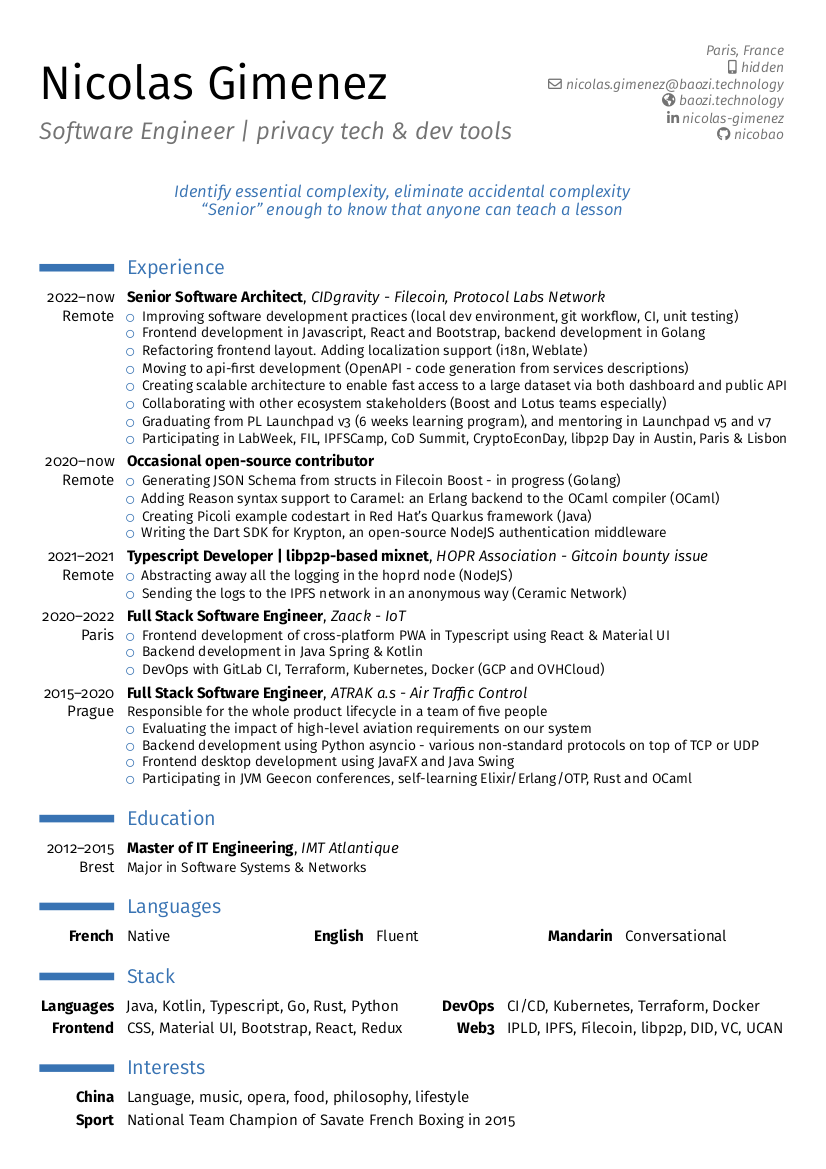 Nicolas Gimenez
Software Engineer | privacy tech & dev tools
Paris, France
hidden
nicolas.gimenez@baozi.technology
baozi.technology
nicolas-gimenez
nicobao
Identify essential complexity, eliminate accidental complexity
“Senior” enough to know that anyone can teach a lesson
Experience
2022–now Senior Software Architect, CIDgravity - Filecoin, Protocol Labs Network
Remote ○ Improving software development practices (local dev environment, git workflow, CI, unit testing)
○ Frontend development in Javascript, React and Bootstrap, backend development in Golang
○ Refactoring frontend layout. Adding localization support (i18n, Weblate)
○ Moving to api-first development (OpenAPI - code generation from services descriptions)
○ Creating scalable architecture to enable fast access to a large dataset via both dashboard and public API
○ Collaborating with other ecosystem stakeholders (Boost and Lotus teams especially)
○ Graduating from PL Launchpad v3 (6 weeks learning program), and mentoring in Launchpad v5 and v7
○ Participating in LabWeek, FIL, IPFSCamp, CoD Summit, CryptoEconDay, libp2p Day in Austin, Paris & Lisbon
2020–now Occasional open-source contributor
Remote ○ Generating JSON Schema from structs in Filecoin Boost - in progress (Golang)
○ Adding Reason syntax support to Caramel: an Erlang backend to the OCaml compiler (OCaml)
○ Creating Picoli example codestart in Red Hat’s Quarkus framework (Java)
○ Writing the Dart SDK for Krypton, an open-source NodeJS authentication middleware
2021–2021 Typescript Developer | libp2p-based mixnet, HOPR Association - Gitcoin bounty issue
Remote ○ Abstracting away all the logging in the hoprd node (NodeJS)
○ Sending the logs to the IPFS network in an anonymous way (Ceramic Network)
2020–2022 Full Stack Software Engineer, Zaack - IoT
Paris ○ Frontend development of cross-platform PWA in Typescript using React & Material UI
○ Backend development in Java Spring & Kotlin
○ DevOps with GitLab CI, Terraform, Kubernetes, Docker (GCP and OVHCloud)
2015–2020 Full Stack Software Engineer, ATRAK a.s - Air Traffic Control
Prague Responsible for the whole product lifecycle in a team of five people
○ Evaluating the impact of high-level aviation requirements on our system
○ Backend development using Python asyncio - various non-standard protocols on top of TCP or UDP
○ Frontend desktop development using JavaFX and Java Swing
○ Participating in JVM Geecon conferences, self-learning Elixir/Erlang/OTP, Rust and OCaml
Education
2012–2015 Master of IT Engineering, IMT Atlantique
Brest Major in Software Systems & Networks
Languages
French Native English Fluent Mandarin Conversational
Stack
Languages Java, Kotlin, Typescript, Go, Rust, Python DevOps CI/CD, Kubernetes, Terraform, Docker
Frontend CSS, Material UI, Bootstrap, React, Redux Web3 IPLD, IPFS, Filecoin, libp2p, DID, VC, UCAN
Interests
China Language, music, opera, food, philosophy, lifestyle
Sport National Team Champion of Savate French Boxing in 2015